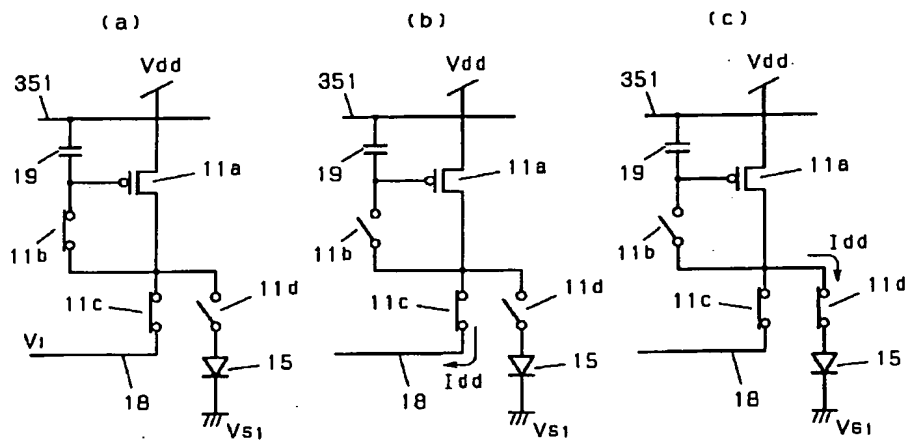 (a) (b) (c)
Vdd Vdd Vdd
351 351 351
19 11a 19 11a 19 11a
11b 11b 11b Idd
11c 11d 11c 11d 11c 11d
V1
18 15 18 Idd 15 18 15
VS1 VS1 VS1